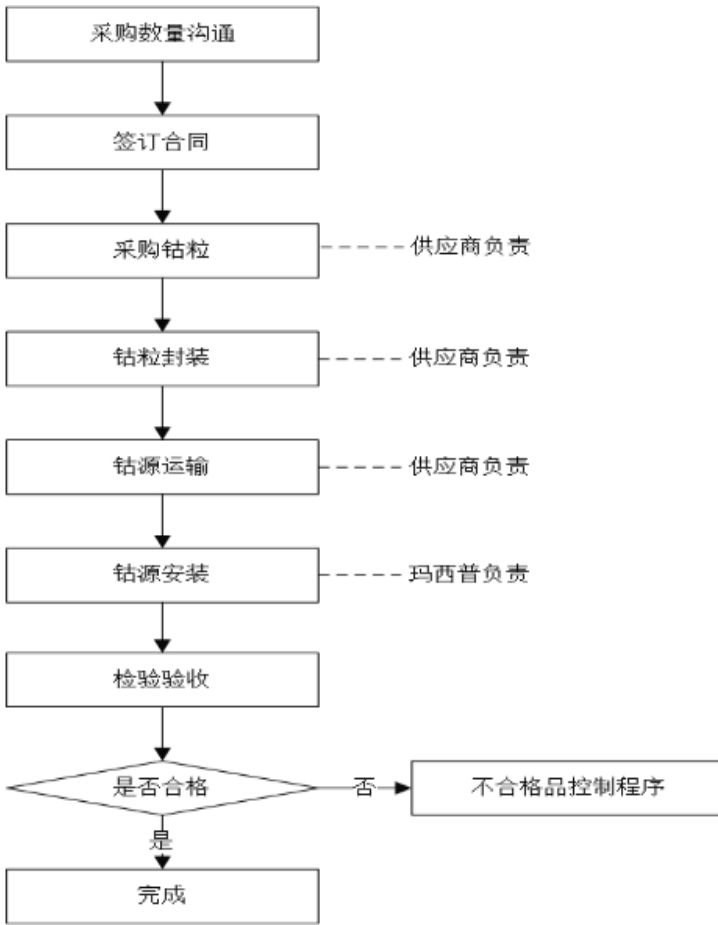 采购数量沟通
签订合同
采购钴粒
供应商负责
钴粒封装
供应商负责
钴源运输
供应商负责
钴源安装
玛西普负责
检验验收
是否合格
否
不合格品控制程序
是
完成